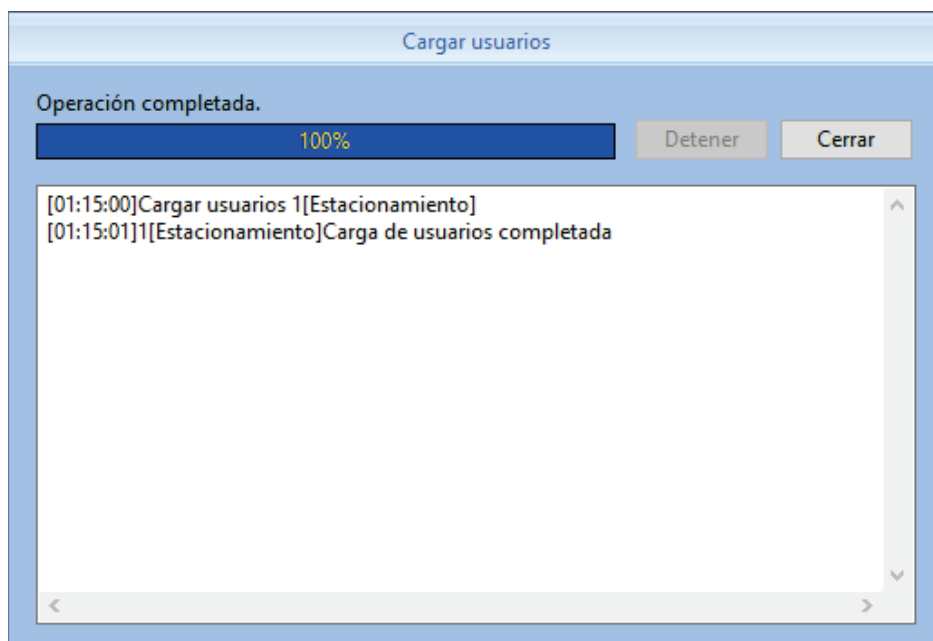 Cargar usuarios
Operación completada.
100%
Detener
Cerrar
[01:15:00]Cargar usuarios 1[Estacionamiento]
[01:15:01]1[Estacionamiento]Carga de usuarios completada